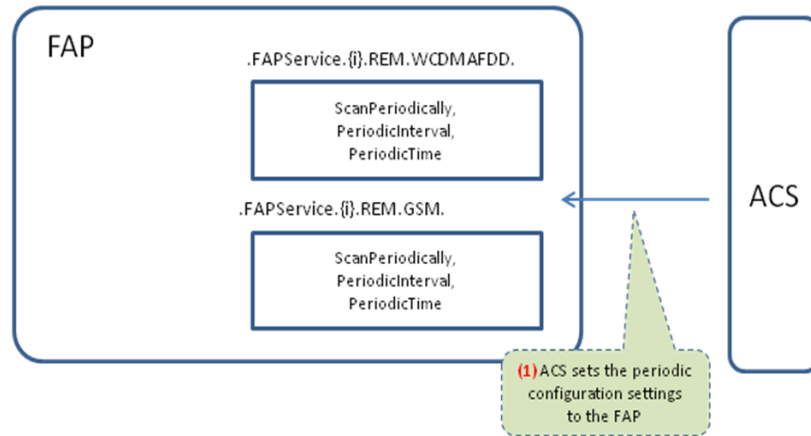 FAP
.FAPService.{i}.REM.WCDMAFDD.
ScanPeriodically,
PeriodicInterval,
PeriodicTime
.FAPService.{i}.REM.GSM.
ScanPeriodically,
PeriodicInterval,
PeriodicTime
ACS
(1) ACS sets the periodic
configuration settings
to the FAP